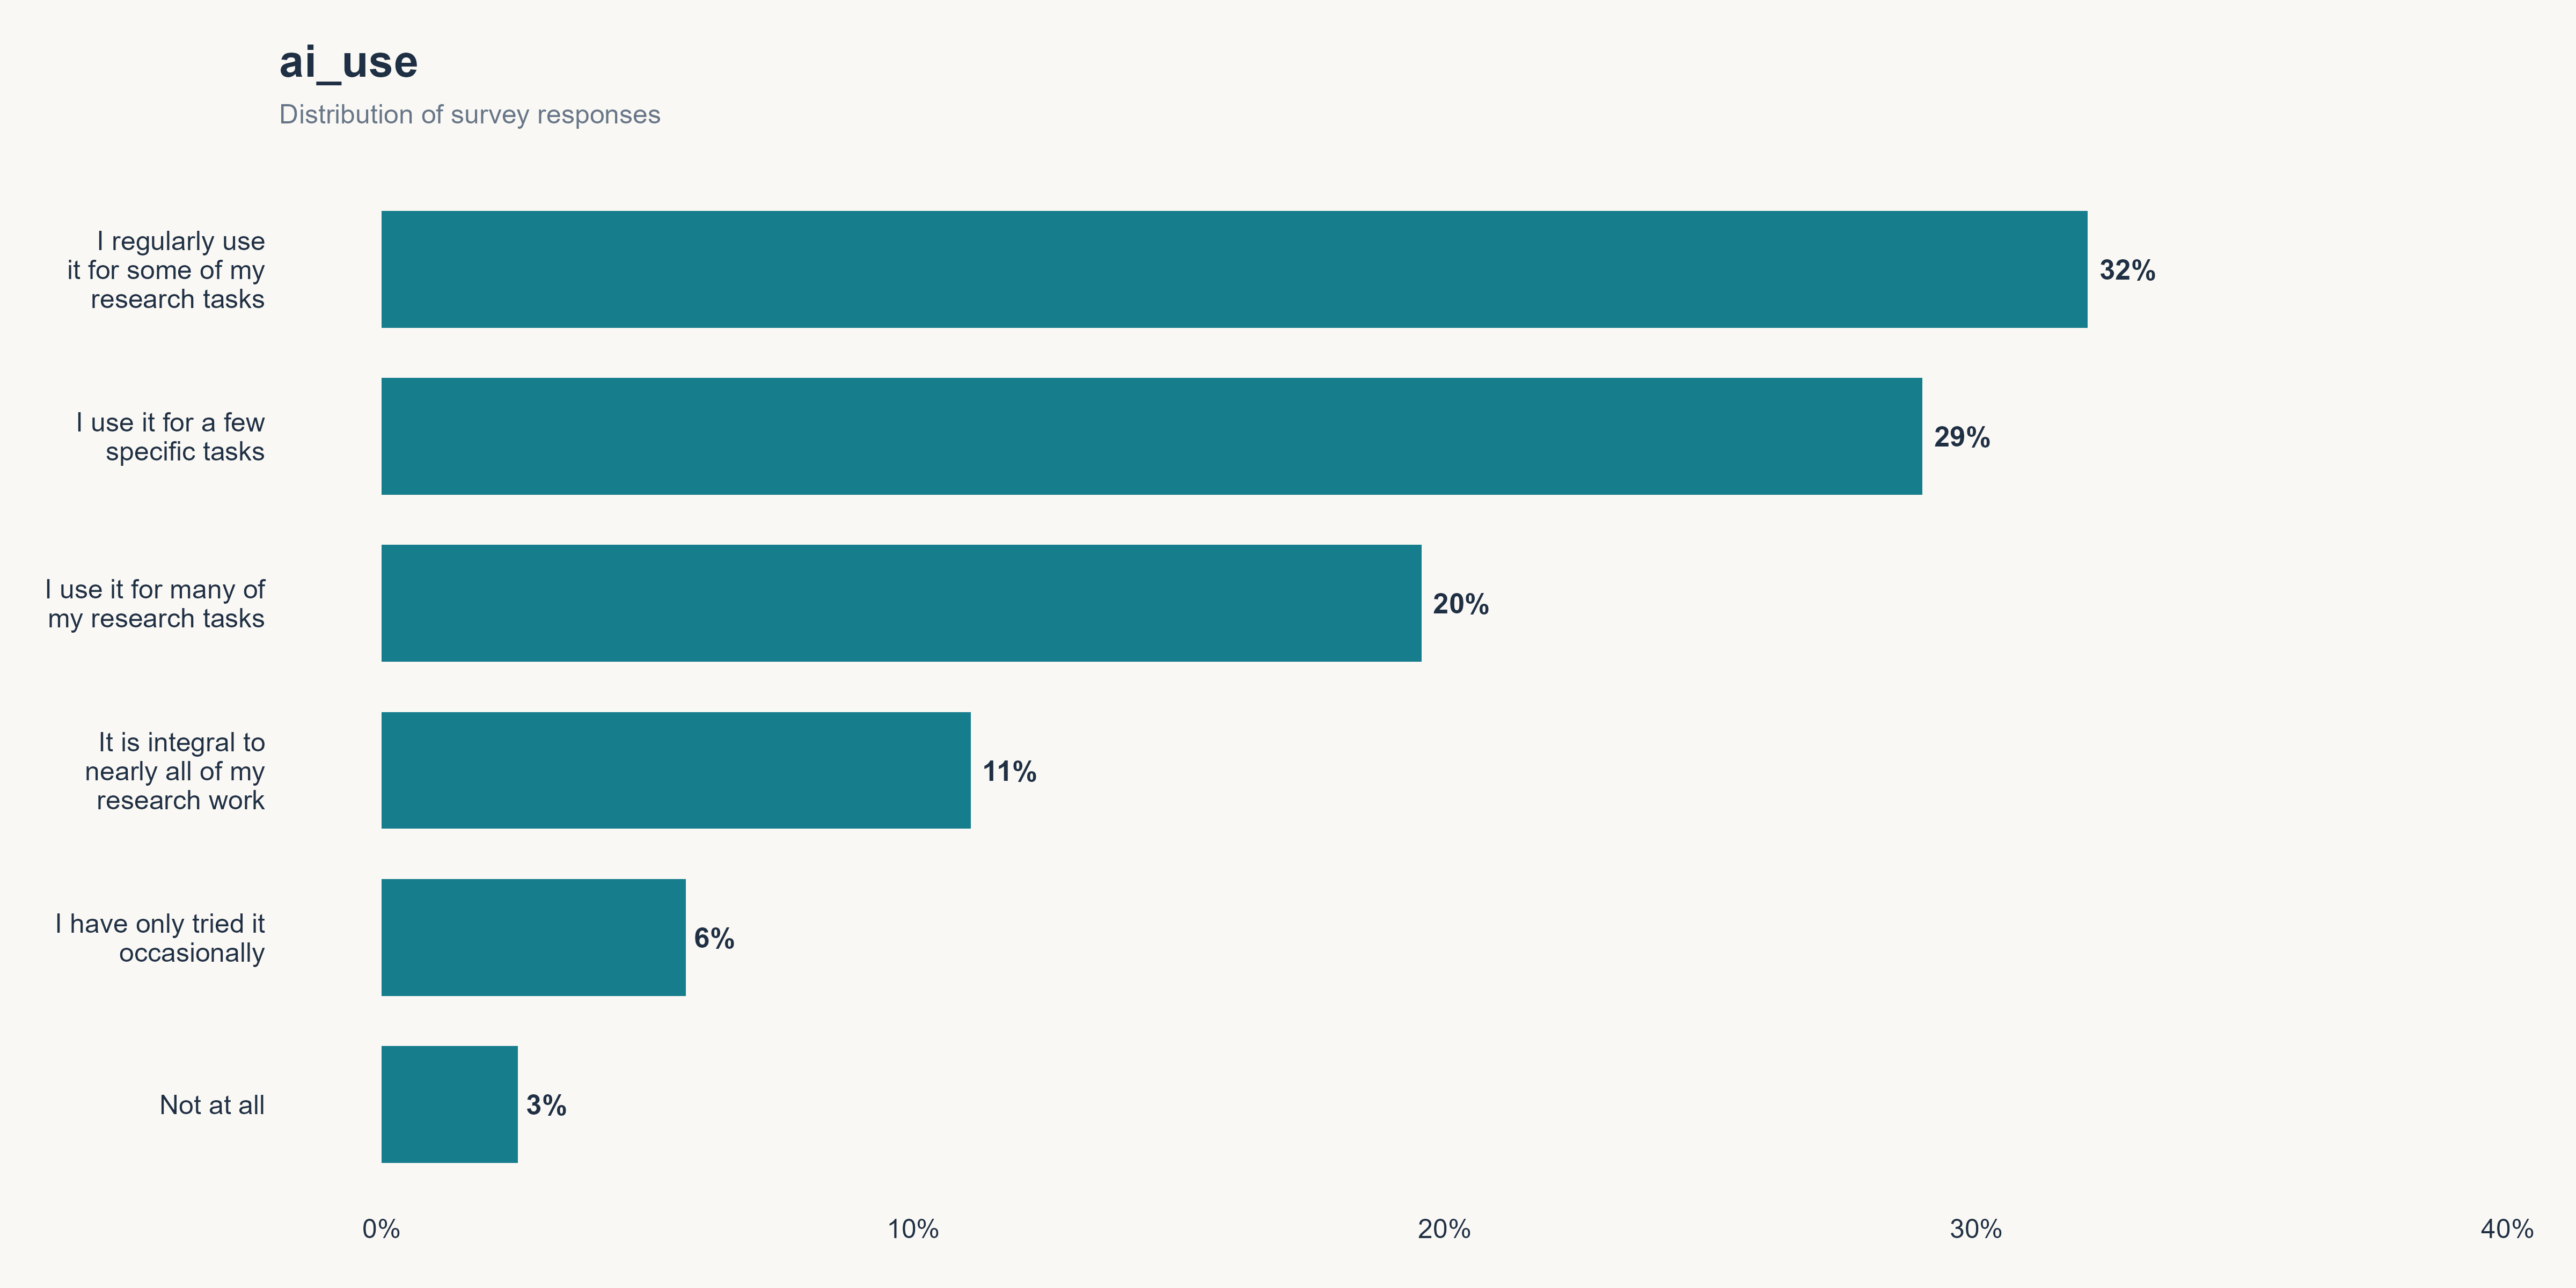 ai_use
Distribution of survey responses
I regularly use
it for some of my
research tasks
32%
I use it for a few
specific tasks
29%
I use it for many of
my research tasks
20%
It is integral to
nearly all of my
research work
11%
I have only tried it
occasionally
6%
Not at all
3%
0%
10%
20%
30%
40%